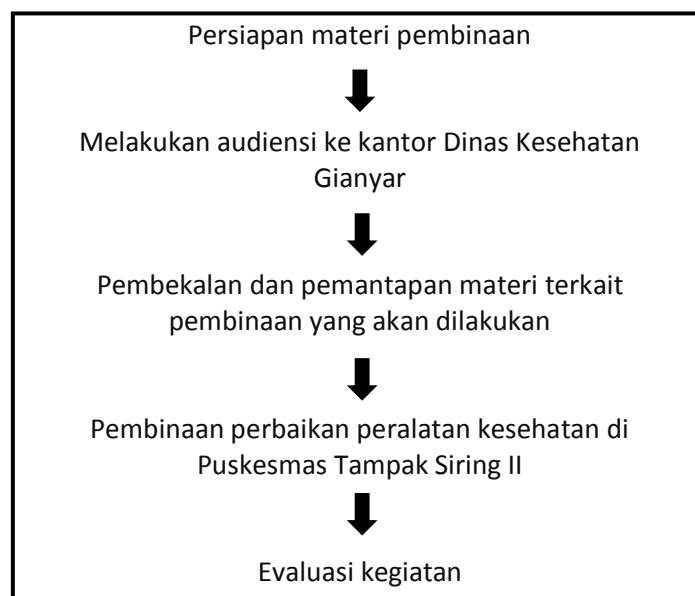 Persiapan materi pembinaan
Melakukan audiensi ke kantor Dinas Kesehatan
Gianyar
Pembekalan dan pemantapan materi terkait
pembinaan yang akan dilakukan
Pembinaan perbaikan peralatan kesehatan di
Puskesmas Tampak Siring II
Evaluasi kegiatan